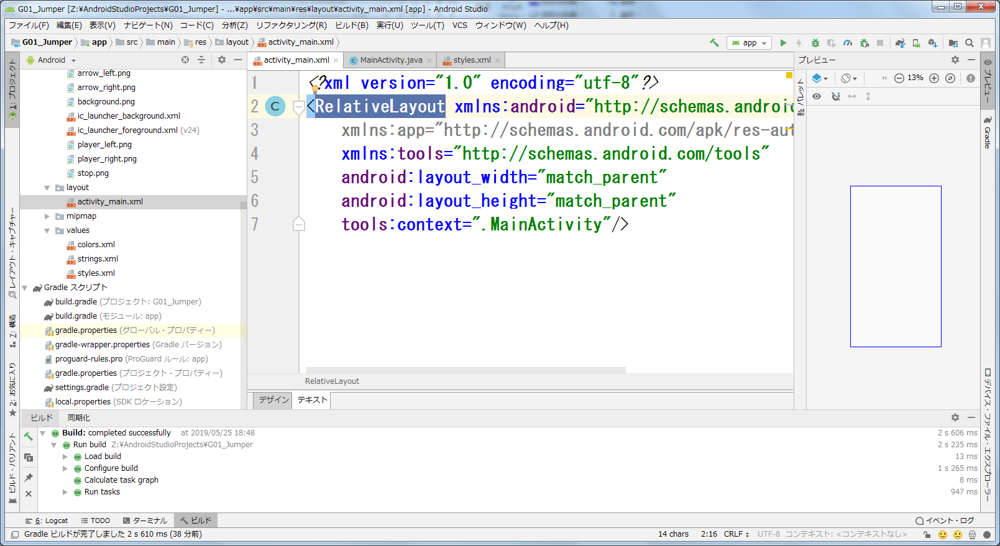 G01_Jumper [Z:¥AndroidStudioProjects¥G01_Jumper] - ...¥app¥src¥main¥res¥layout¥activity_main.xml [app] - Android Studio
ファイル(F) 編集(E) 表示(V) ナビゲート(N) コード(C) 分析(Z) リファクタリング(R) ビルド(B) 実行(U) ツール(T) VCS ウィンドウ(W) ヘルプ(H)
G01_Jumper app src main res layout activity_main.xml
app
1: プロジェクト
レイアウト・キャプチャー
7: 構造
2: お気に入り
ビルド・バリアント
Android
arrow_left.png
arrow_right.png
background.png
ic_launcher_background.xml
ic_launcher_foreground.xml (v24)
player_left.png
player_right.png
stop.png
layout
activity_main.xml
mipmap
values
colors.xml
strings.xml
styles.xml
Gradle スクリプト
build.gradle (プロジェクト: G01_Jumper)
build.gradle (モジュール: app)
gradle.properties (グローバル・プロパティー)
gradle-wrapper.properties (Gradle バージョン)
proguard-rules.pro (ProGuard ルール: app)
gradle.properties (プロジェクト・プロパティー)
settings.gradle (プロジェクト設定)
local.properties (SDK ロケーション)
activity_main.xml MainActivity.java styles.xml
1 <?xml version="1.0" encoding="utf-8"?>
2 C <RelativeLayout xmlns:android="http://schemas.android
3 xmlns:app="http://schemas.android.com/apk/res-aut
4 xmlns:tools="http://schemas.android.com/tools"
5 android:layout_width="match_parent"
6 android:layout_height="match_parent"
7 tools:context=".MainActivity"/>
RelativeLayout
デザイン テキスト
パレット
プレビュー
13%
プレビュー
Gradle
デバイス・ファイル・エクスプローラー
ビルド 同期化
Build: completed successfully at 2019/05/25 18:48 2 s 606 ms
Run build Z:¥AndroidStudioProjects¥G01_Jumper 2 s 235 ms
Load build 13 ms
Configure build 1 s 265 ms
Calculate task graph 8 ms
Run tasks 947 ms
6: Logcat TODO ターミナル ビルド イベント・ログ
Gradle ビルドが完了しました 2 s 610 ms (38 分前) 14 chars 2:16 CRLF UTF-8 コンテキスト: <コンテキストなし>